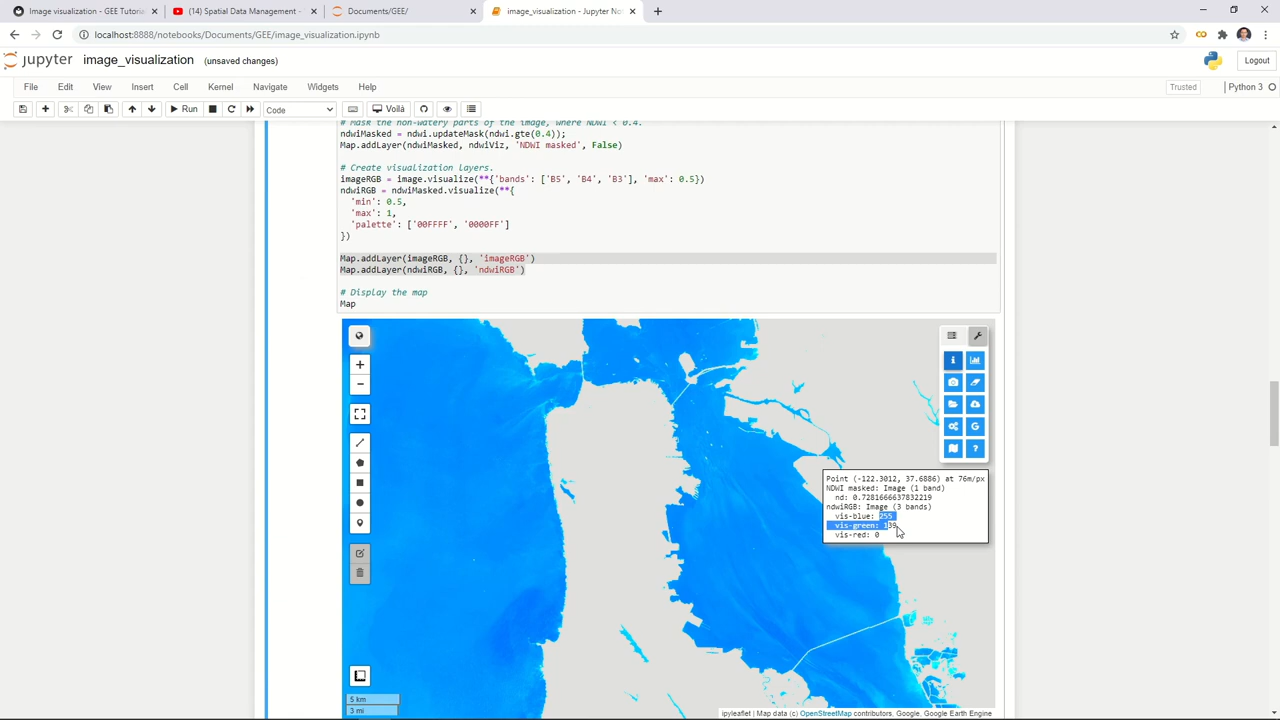 Image visualization - GEE Tutoria
(14) Spatial Data Management -
Documents/GEE/
image_visualization - Jupyter No
localhost:8888/notebooks/Documents/GEE/image_visualization.ipynb
jupyter image_visualization (unsaved changes)
Logout
File Edit View Insert Cell Kernel Navigate Widgets Help
Trusted
Python 3
Run
Code
Voilà
# Mask the non-watery parts of the image, where NDWI < 0.4.
ndwiMasked = ndwi.updateMask(ndwi.gte(0.4));
Map.addLayer(ndwiMasked, ndwiViz, 'NDWI masked', False)
# Create visualization layers.
imageRGB = image.visualize(**{'bands': ['B5', 'B4', 'B3'], 'max': 0.5})
ndwiRGB = ndwiMasked.visualize(**{
'min': 0.5,
'max': 1,
'palette': ['00FFFF', '0000FF']
})
Map.addLayer(imageRGB, {}, 'imageRGB')
Map.addLayer(ndwiRGB, {}, 'ndwiRGB')
# Display the map
Map
Point (-122.3012, 37.6886) at 76m/px
NDWI masked: Image (1 band)
nd: 0.7281666637832219
ndwiRGB: Image (3 bands)
vis-blue: 255
vis-green: 139
vis-red: 0
5 km
3 mi
ipyleaflet | Map data (c) OpenStreetMap contributors, Google, Google Earth Engine